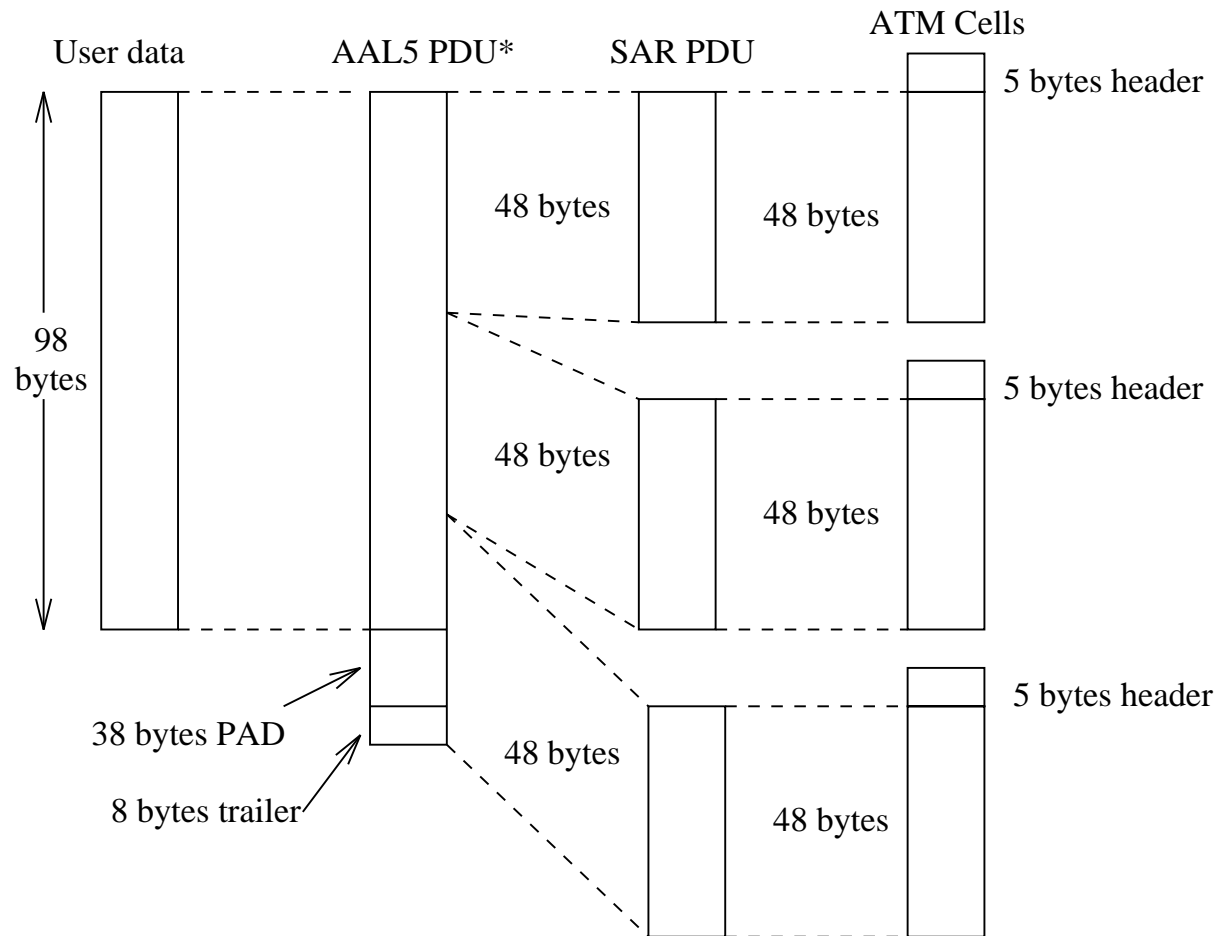 ATM Cells
User data
AAL5 PDU*
SAR PDU
5 bytes header
48 bytes
48 bytes
98
bytes
5 bytes header
48 bytes
48 bytes
5 bytes header
38 bytes PAD
48 bytes
8 bytes trailer
48 bytes